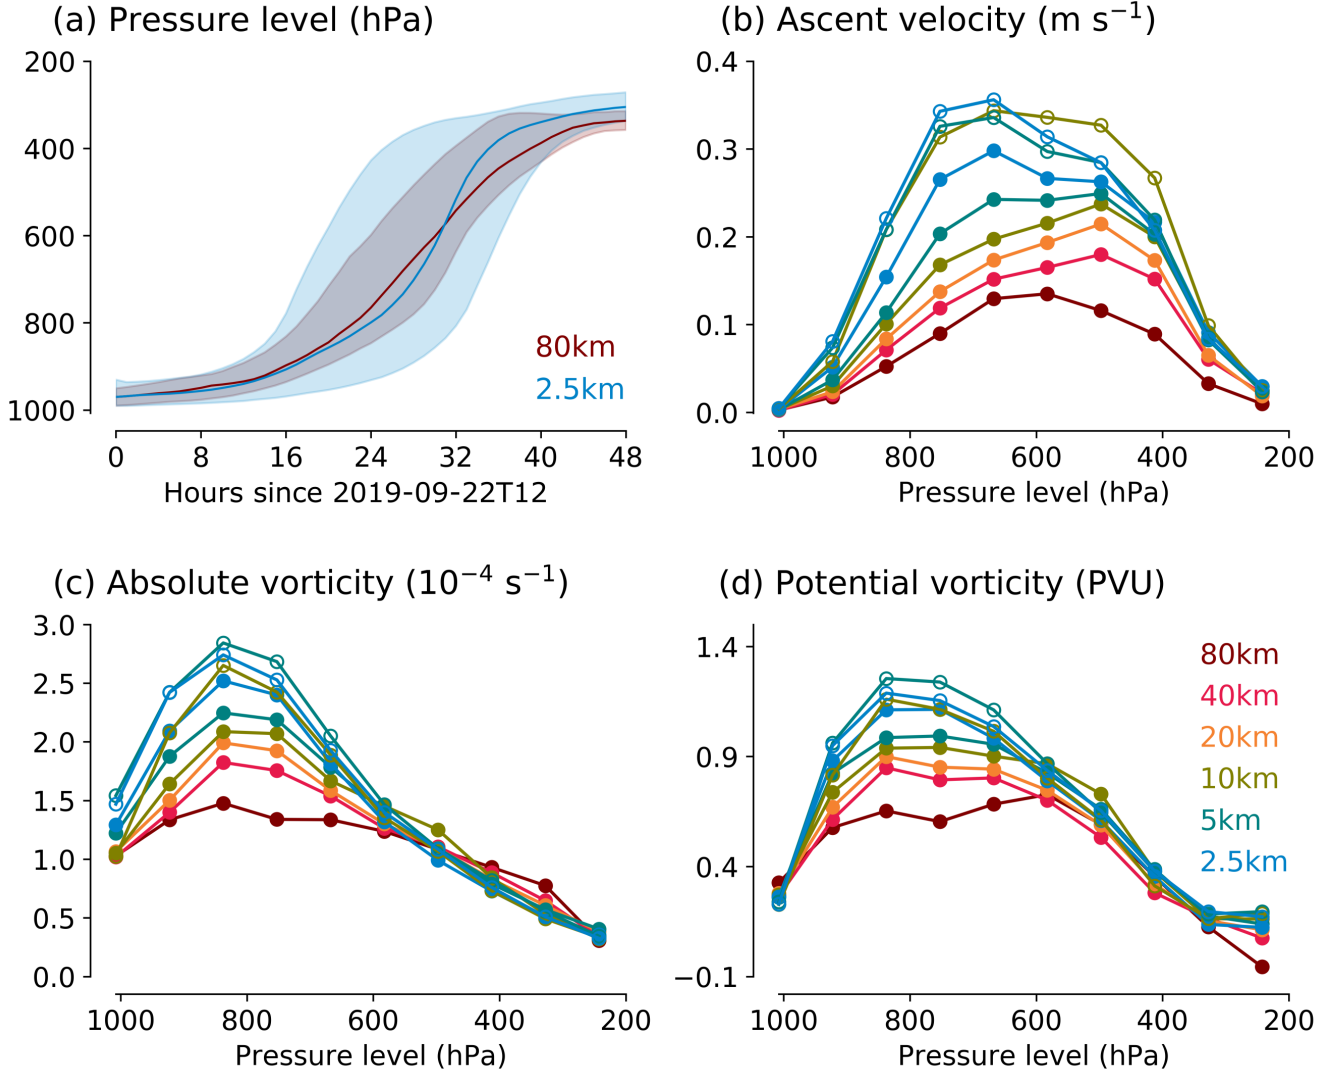 (a) Pressure level (hPa)
200
400
600
800
1000
80km
2.5km
0 8 16 24 32 40 48
Hours since 2019-09-22T12
(b) Ascent velocity (m s⁻¹)
0.4
0.3
0.2
0.1
0.0
1000 800 600 400 200
Pressure level (hPa)
(c) Absolute vorticity (10⁻⁴ s⁻¹)
3.0
2.5
2.0
1.5
1.0
0.5
0.0
1000 800 600 400 200
Pressure level (hPa)
(d) Potential vorticity (PVU)
1.4
0.9
0.4
−0.1
80km
40km
20km
10km
5km
2.5km
1000 800 600 400 200
Pressure level (hPa)